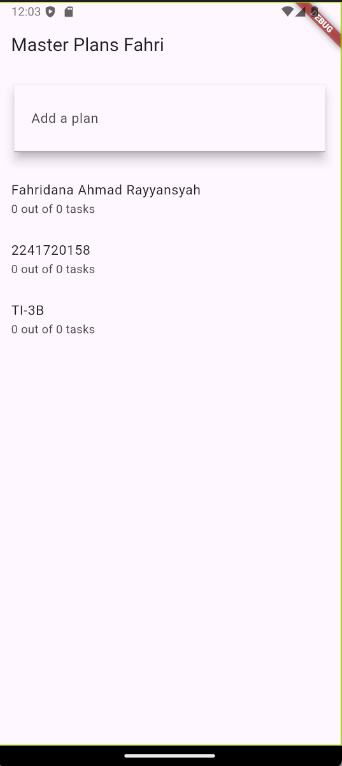 12:03
DEBUG
Master Plans Fahri
Add a plan
Fahridana Ahmad Rayyansyah
0 out of 0 tasks
2241720158
0 out of 0 tasks
TI-3B
0 out of 0 tasks